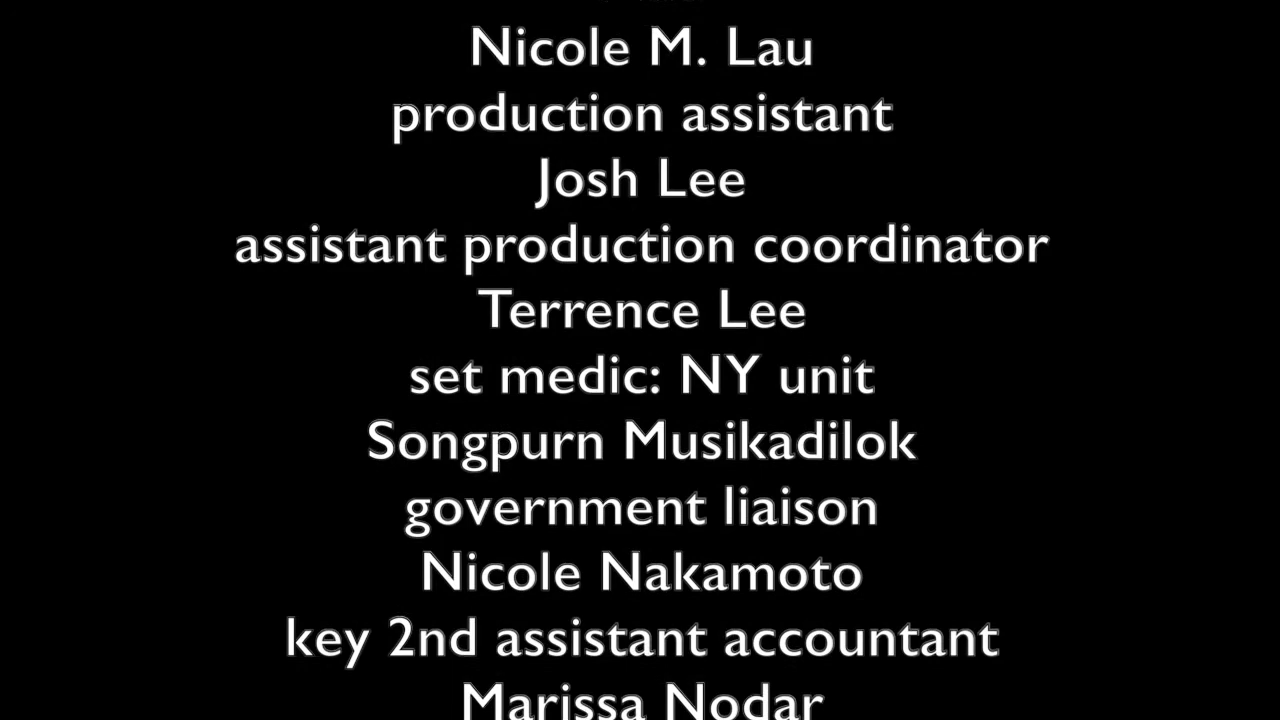 Nicole M. Lau
production assistant
Josh Lee
assistant production coordinator
Terrence Lee
set medic: NY unit
Songpurn Musikadilok
government liaison
Nicole Nakamoto
key 2nd assistant accountant
Marissa Nodar